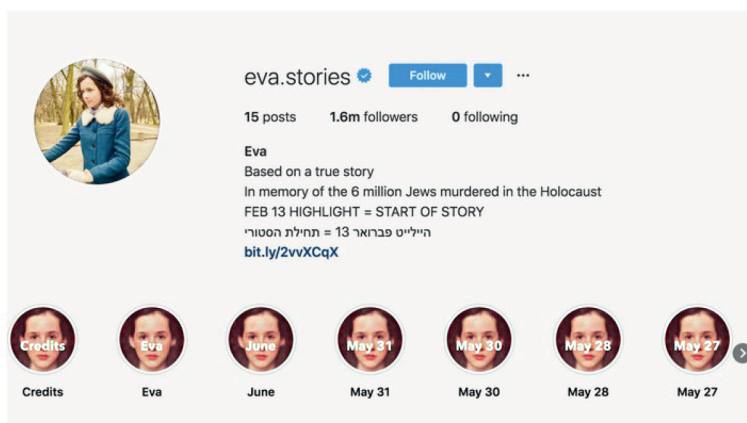 eva.stories Follow
15 posts 1.6m followers 0 following
Eva
Based on a true story
In memory of the 6 million Jews murdered in the Holocaust
FEB 13 HIGHLIGHT = START OF STORY
היילייט פברואר 13 = תחילת הסטורי
bit.ly/2vvXCqX
Credits Eva June May 31 May 30 May 28 May 27
Credits Eva June May 31 May 30 May 28 May 27